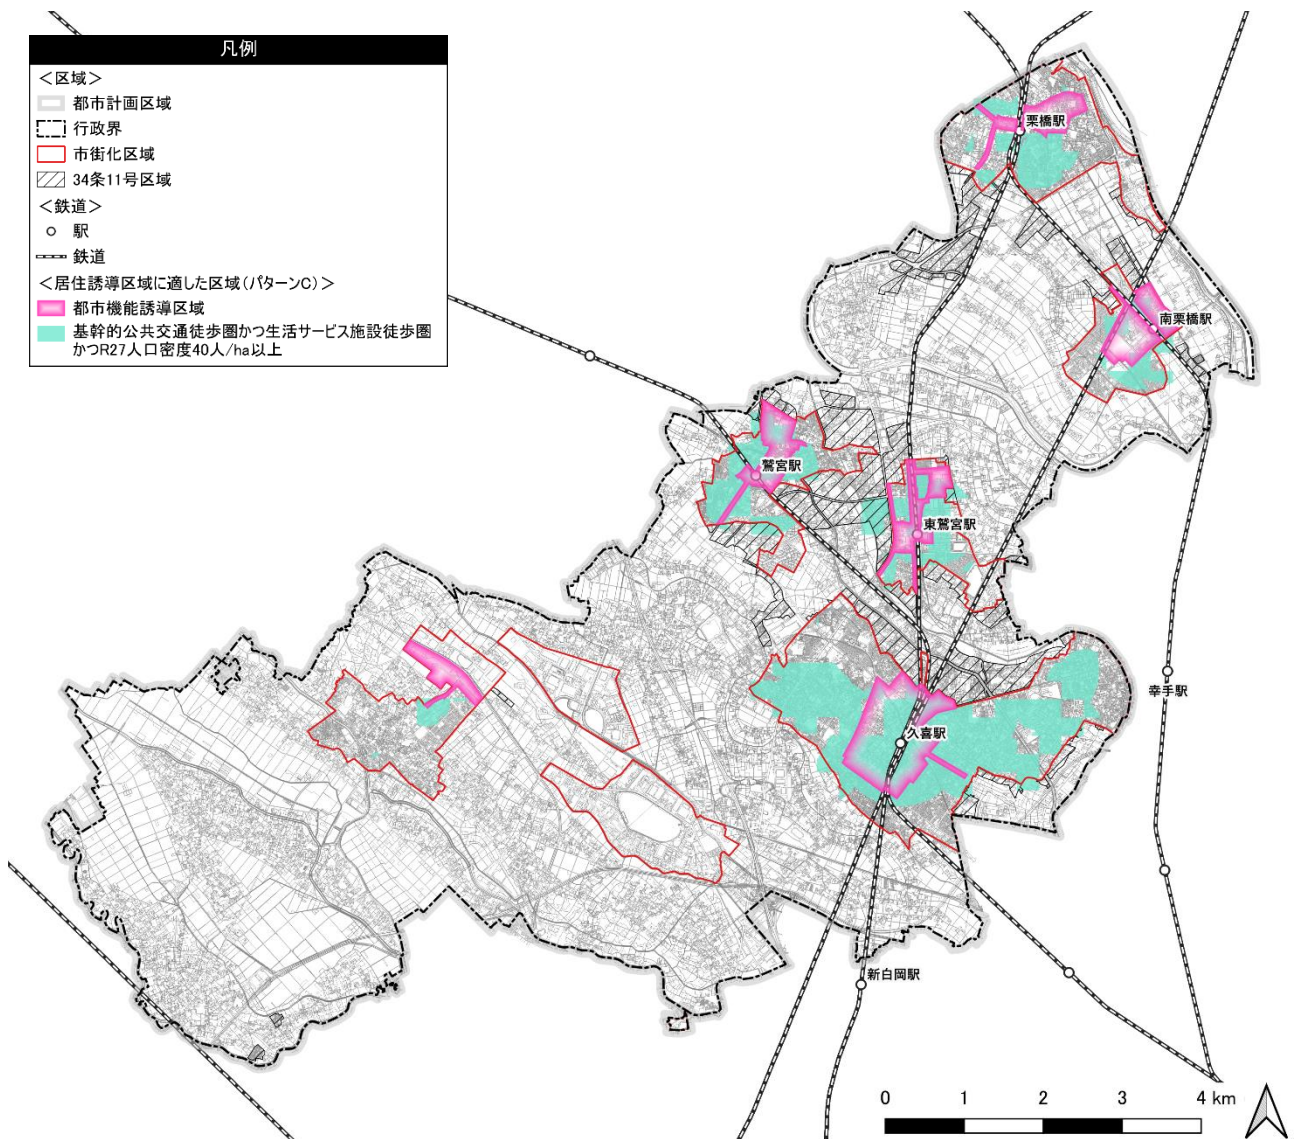 凡例
＜区域＞
都市計画区域
行政界
市街化区域
34条11号区域
＜鉄道＞
駅
鉄道
＜居住誘導区域に適した区域(パターンC)＞
都市機能誘導区域
基幹的公共交通徒歩圏かつ生活サービス施設徒歩圏
かつR27人口密度40人/ha以上
栗橋駅
南栗橋駅
鷲宮駅
東鷲宮駅
幸手駅
久喜駅
新白岡駅
0 1 2 3 4 km